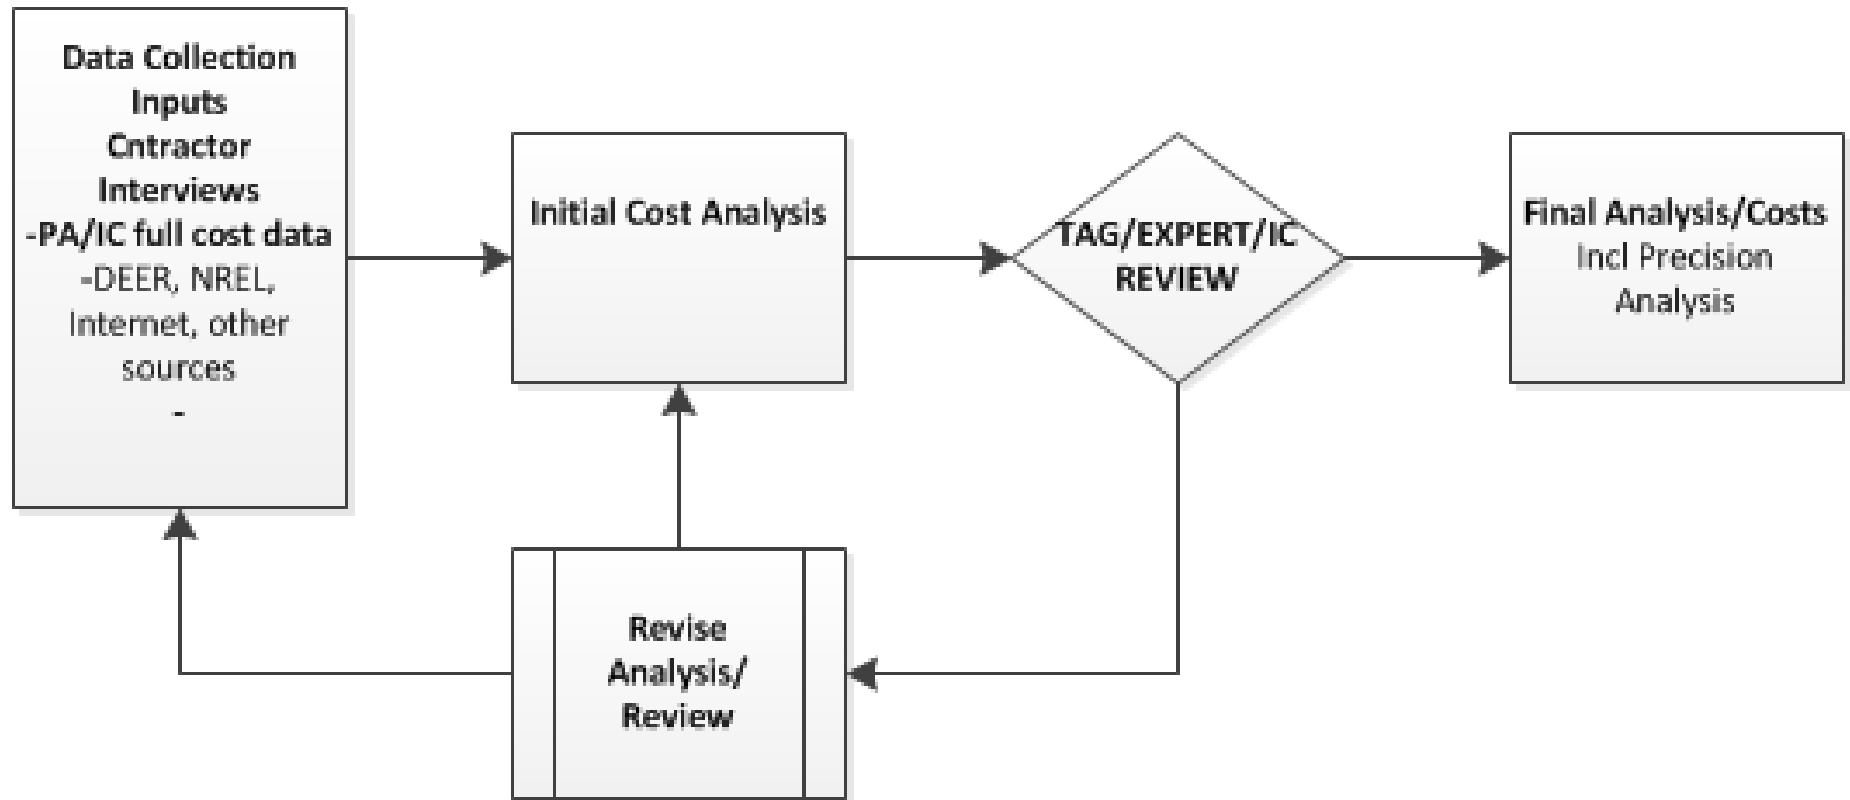 Data Collection
Inputs
Cntractor
Interviews
-PA/IC full cost data
-DEER, NREL,
Internet, other
sources
-
Initial Cost Analysis
TAG/EXPERT/IC
REVIEW
Final Analysis/Costs
Incl Precision
Analysis
Revise
Analysis/
Review